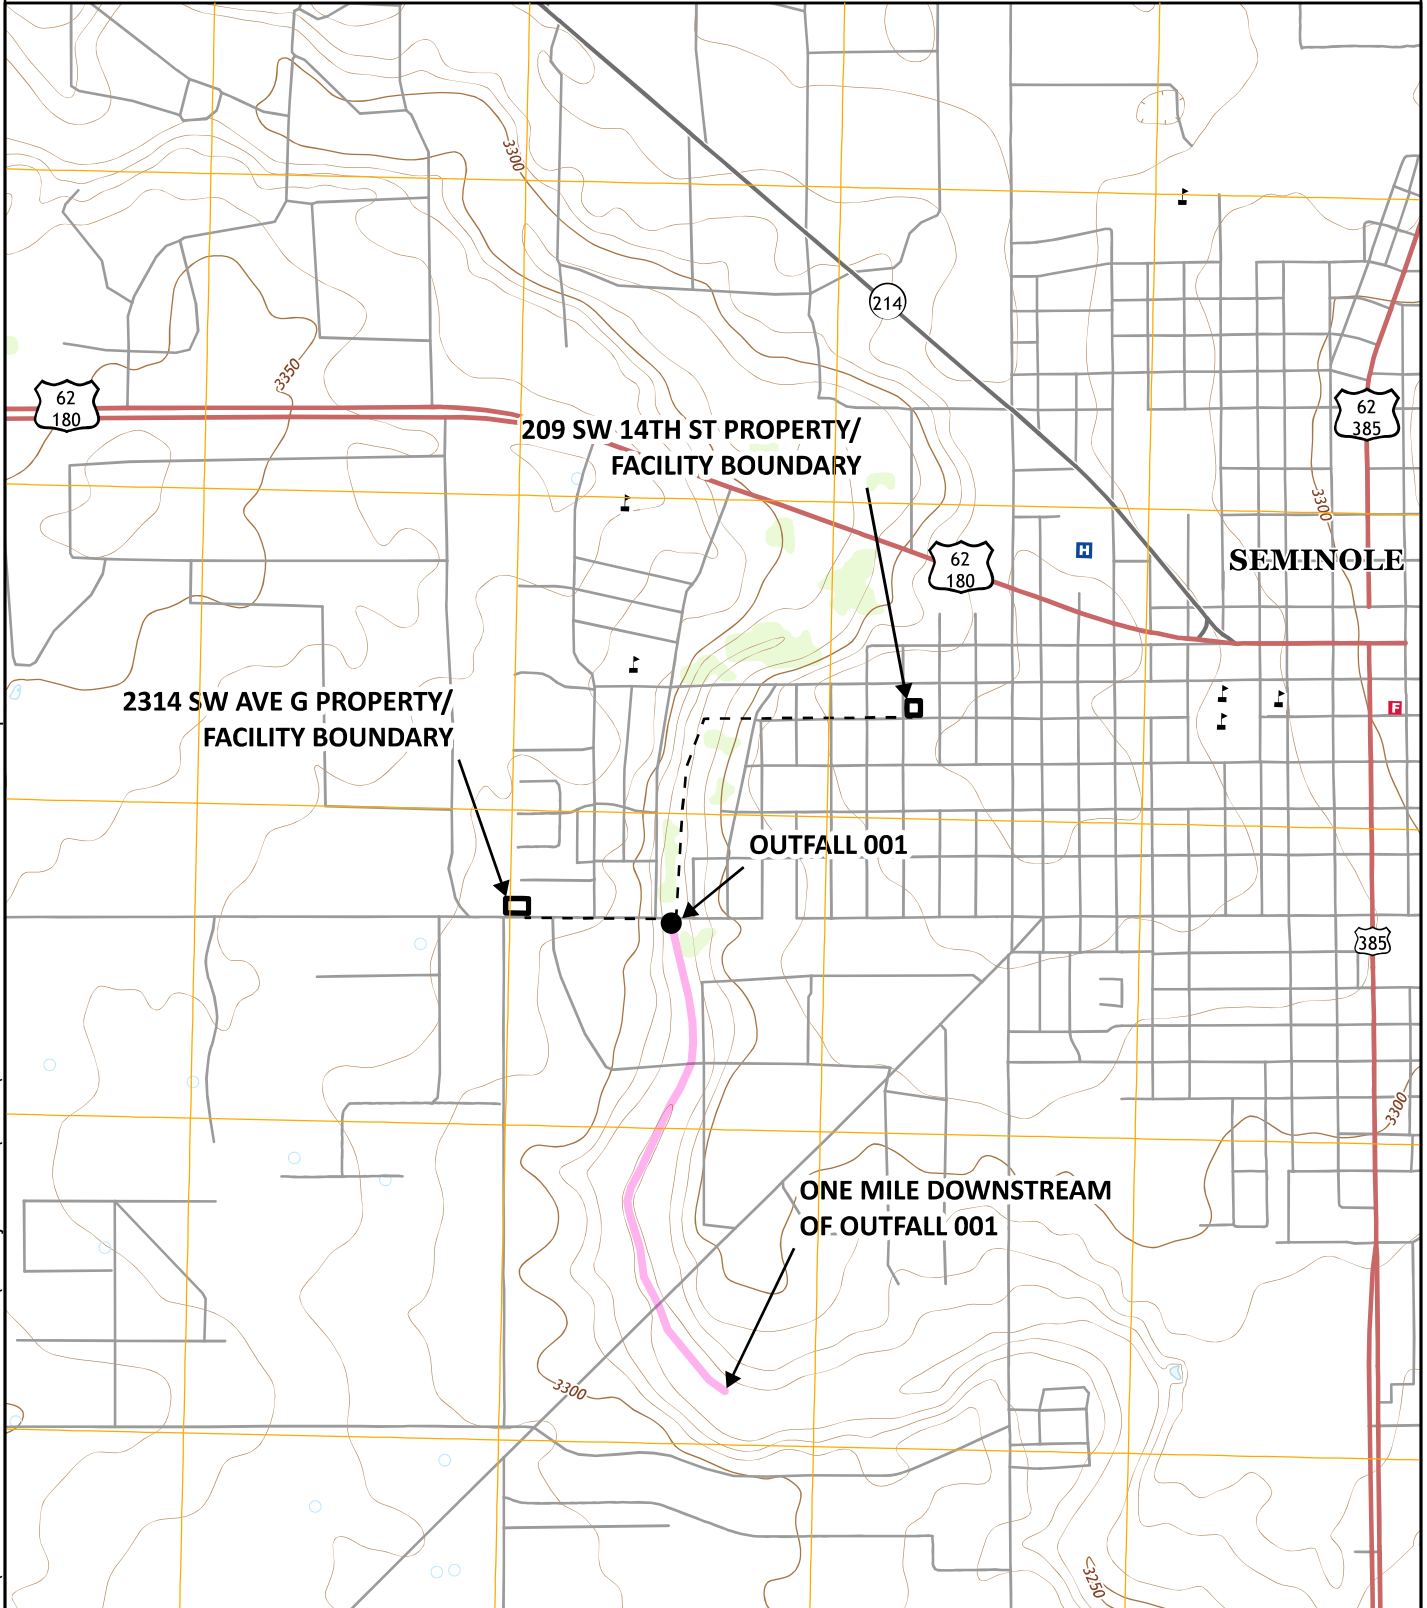 3300
214
3350
62
180
62
385
209 SW 14TH ST PROPERTY/
FACILITY BOUNDARY
3300
H
SEMINOLE
62
180
2314 SW AVE G PROPERTY/
FACILITY BOUNDARY
F
OUTFALL 001
385
3300
ONE MILE DOWNSTREAM
OF OUTFALL 001
3300
3250